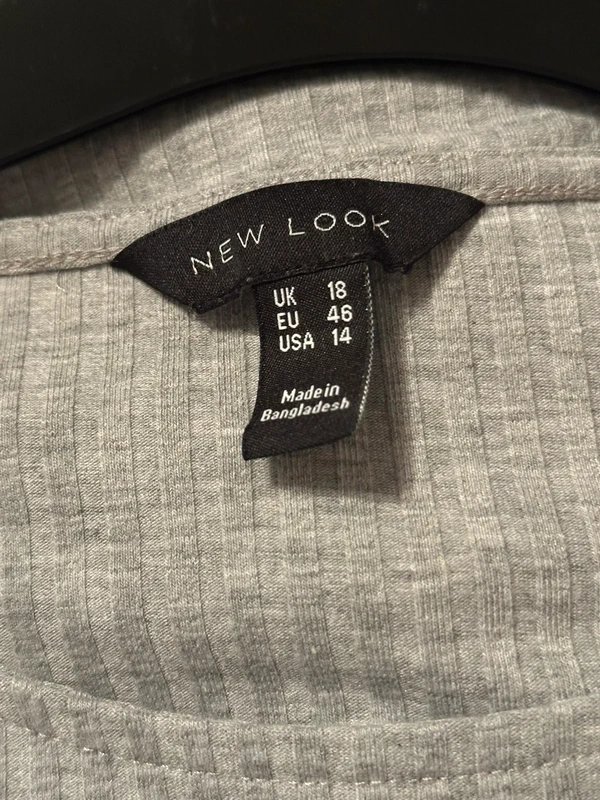 NEW LOOK
UK 18
EU 46
USA 14
Made in
Bangladesh